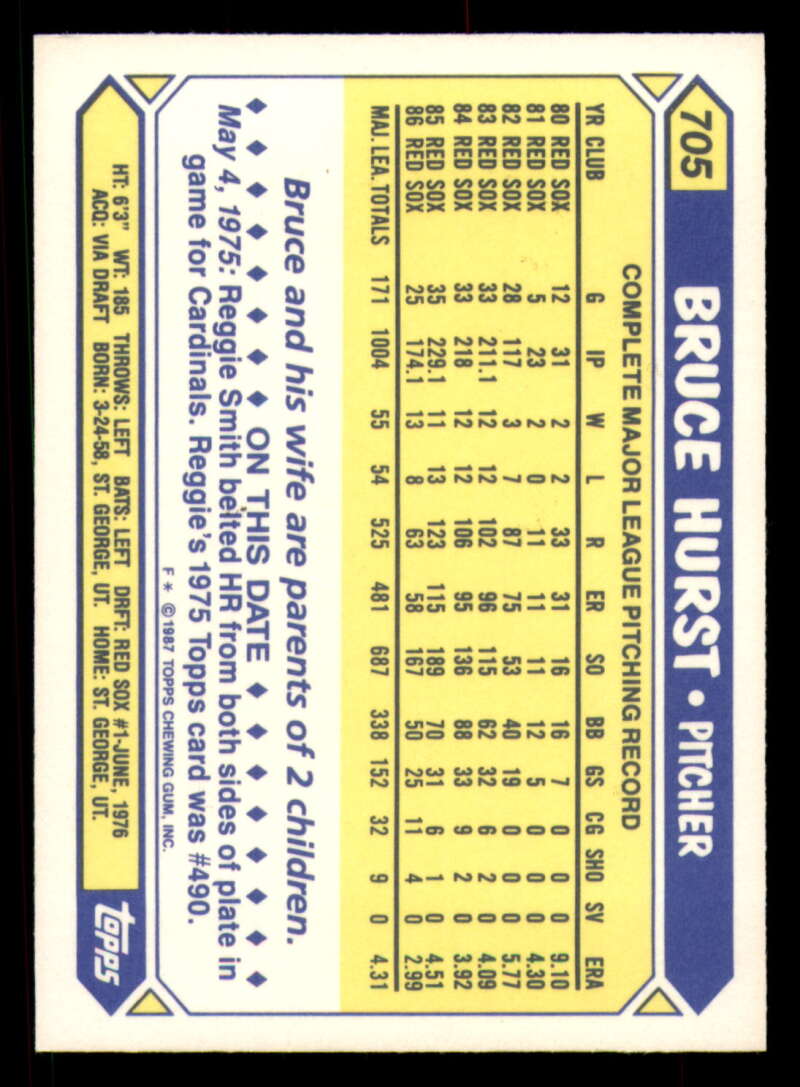 705
BRUCE HURST • PITCHER
COMPLETE MAJOR LEAGUE PITCHING RECORD
YR CLUB G IP W L R ER SO BB GS CG SHO SV ERA
80 RED SOX 12 31 2 2 33 31 16 16 7 0 0 0 9.10
81 RED SOX 5 23 2 0 11 11 11 12 5 0 0 0 4.30
82 RED SOX 28 117 3 7 87 75 53 40 19 0 0 0 5.77
83 RED SOX 33 211.1 12 12 102 96 115 62 32 6 2 0 4.09
84 RED SOX 33 218 12 12 106 95 136 88 33 9 2 0 3.92
85 RED SOX 35 229.1 11 13 123 115 189 70 31 6 1 0 4.51
86 RED SOX 25 174.1 13 8 63 58 167 50 25 11 4 0 2.99
MAJ. LEA. TOTALS 171 1004 55 54 525 481 687 338 152 32 9 0 4.31
Bruce and his wife are parents of 2 children.
ON THIS DATE
May 4, 1975: Reggie Smith belted HR from both sides of plate in
game for Cardinals. Reggie's 1975 Topps card was #490.
F * ©1987 TOPPS CHEWING GUM, INC.
HT: 6'3" WT: 185 THROWS: LEFT BATS: LEFT DRFT: RED SOX #1-JUNE, 1976
ACQ: VIA DRAFT BORN: 3-24-58, ST. GEORGE, UT. HOME: ST. GEORGE, UT.
topps